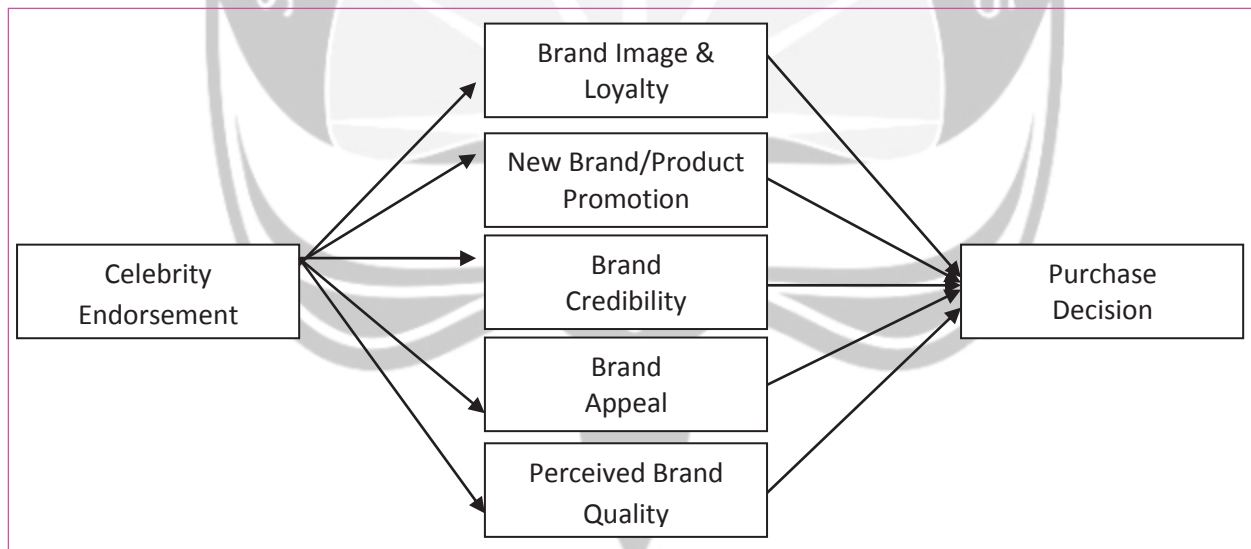 Brand Image &
Loyalty
New Brand/Product
Promotion
Celebrity
Endorsement
Brand
Credibility
Purchase
Decision
Brand
Appeal
Perceived Brand
Quality